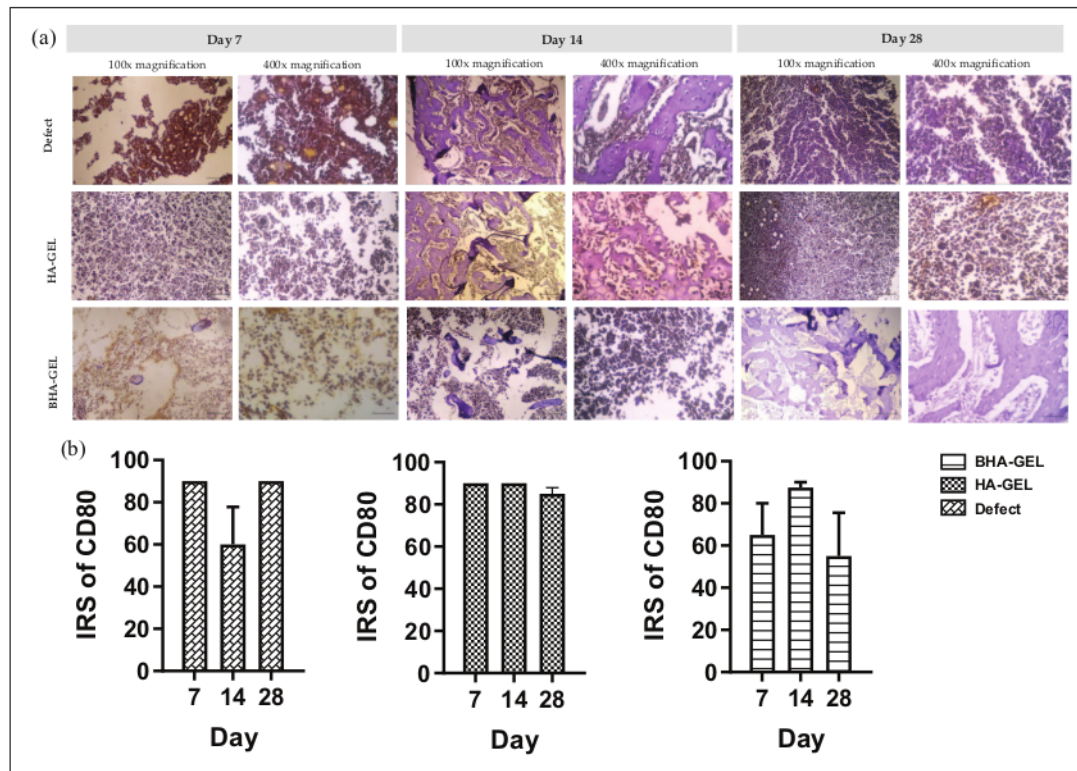 (a)
Day 7
Day 14
Day 28
100x magnification
400x magnification
100x magnification
400x magnification
100x magnification
400x magnification
Defect
HA-GEL
BHA-GEL
(b)
100
80
60
40
20
0
IRS of CD80
7 14 28
Day
100
80
60
40
20
0
IRS of CD80
7 14 28
Day
100
80
60
40
20
0
IRS of CD80
7 14 28
Day
BHA-GEL
HA-GEL
Defect